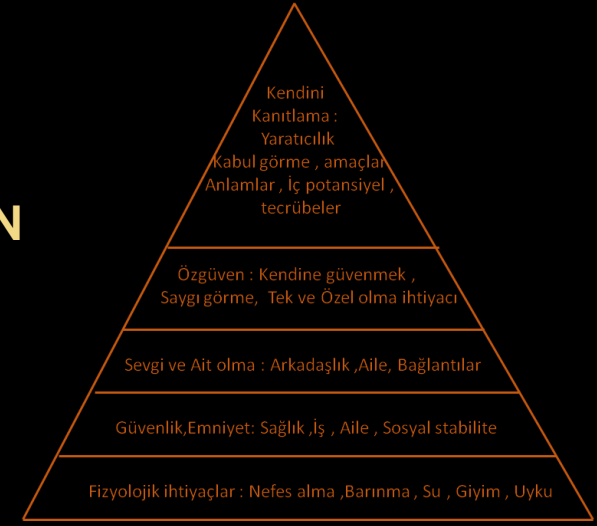 N
Kendini
Kanıtlama :
Yaratıcılık
Kabul görme , amaçlar
Anlamlar , İç potansiyel ,
tecrübeler
Özgüven : Kendine güvenmek ,
Saygı görme, Tek ve Özel olma ihtiyacı
Sevgi ve Ait olma : Arkadaşlık ,Aile, Bağlantılar
Güvenlik,Emniyet: Sağlık ,İş , Aile , Sosyal stabilite
Fizyolojik ihtiyaçlar : Nefes alma ,Barınma , Su , Giyim , Uyku